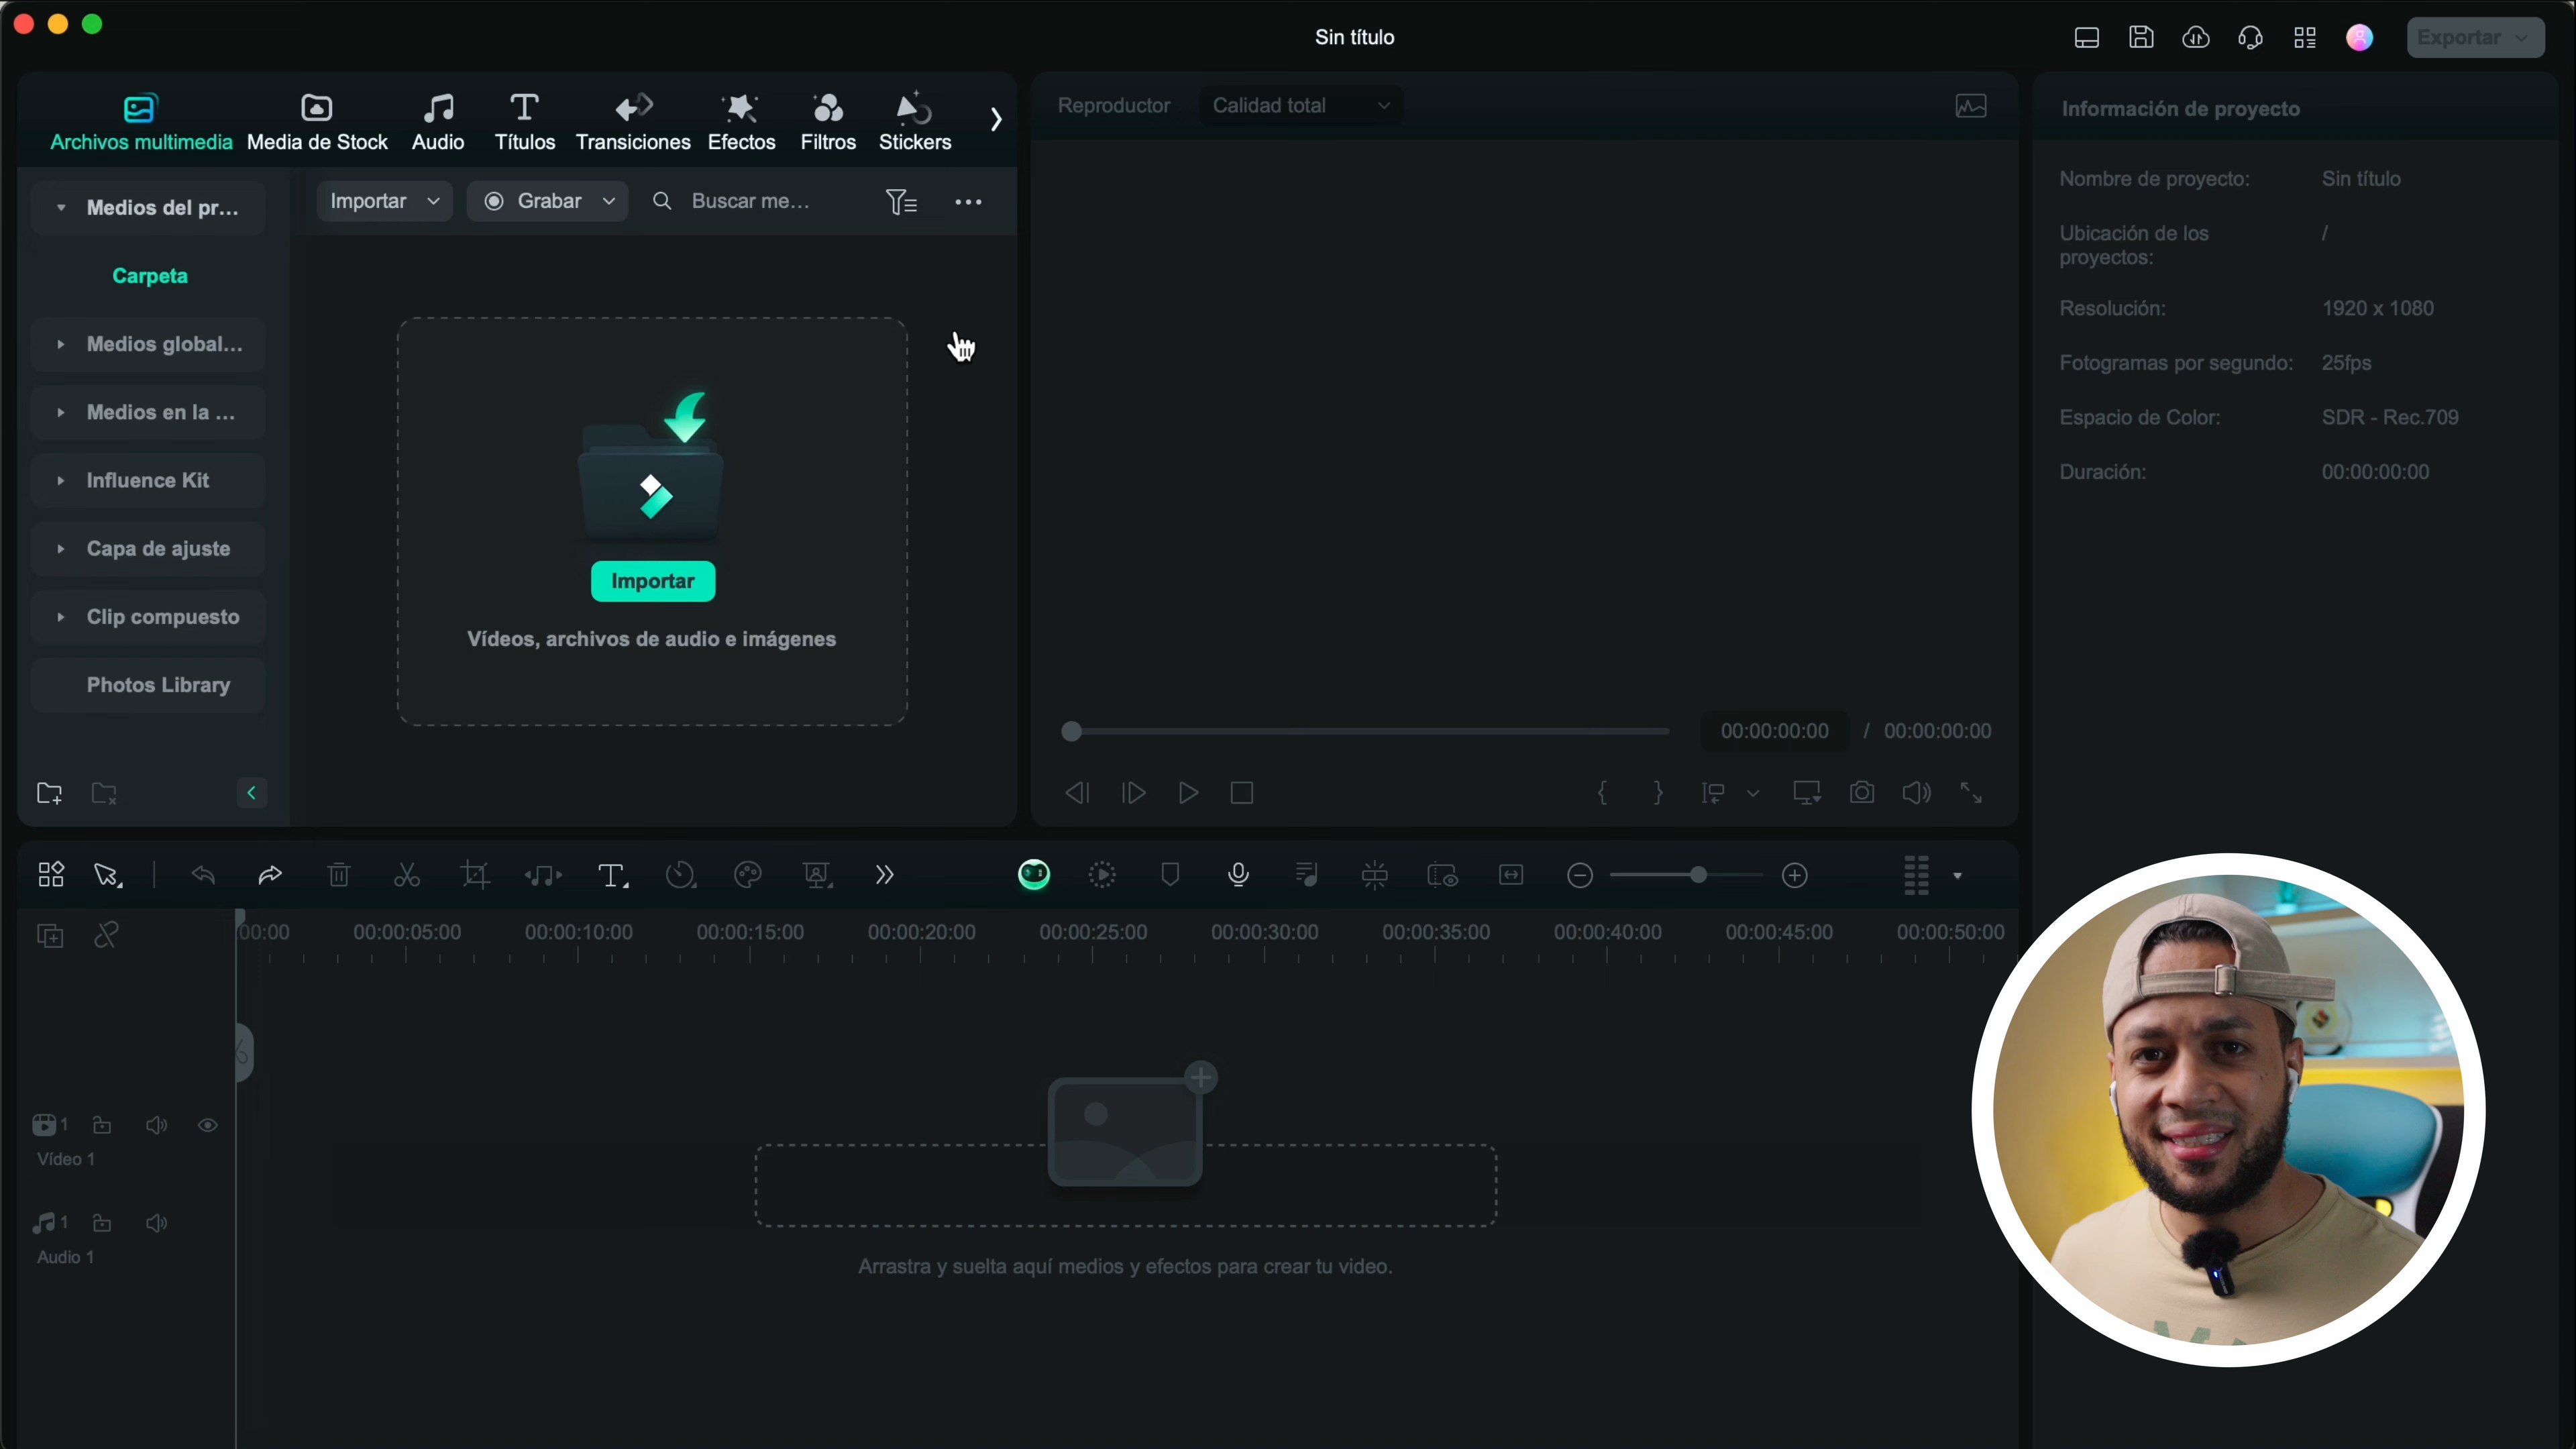 Sin título
Exportar
Archivos multimedia
Media de Stock
Audio
Títulos
Transiciones
Efectos
Filtros
Stickers
Medios del pr...
Carpeta
Medios global...
Medios en la ...
Influence Kit
Capa de ajuste
Clip compuesto
Photos Library
Importar
Grabar
Buscar me...
Importar
Vídeos, archivos de audio e imágenes
Reproductor
Calidad total
00:00:00:00 / 00:00:00:00
Información de proyecto
Nombre de proyecto: Sin título
Ubicación de los proyectos: /
Resolución: 1920 x 1080
Fotogramas por segundo: 25fps
Espacio de Color: SDR - Rec.709
Duración: 00:00:00:00
00:00 00:00:05:00 00:00:10:00 00:00:15:00 00:00:20:00 00:00:25:00 00:00:30:00 00:00:35:00 00:00:40:00 00:00:45:00 00:00:50:00
1
Vídeo 1
1
Audio 1
Arrastra y suelta aquí medios y efectos para crear tu video.